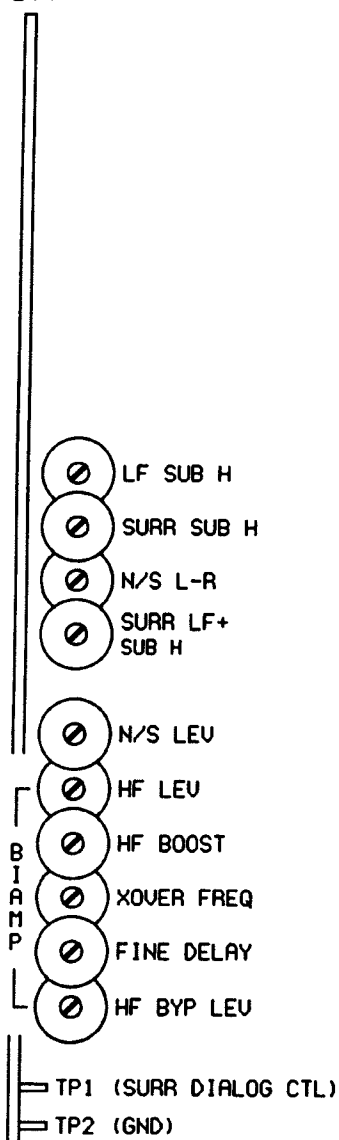 LF SUB H
SURR SUB H
N/S L-R
SURR LF+
SUB H
N/S LEV
HF LEV
HF BOOST
XOVER FREQ
FINE DELAY
HF BYP LEV
BIAMP
TP1 (SURR DIALOG CTL)
TP2 (GND)